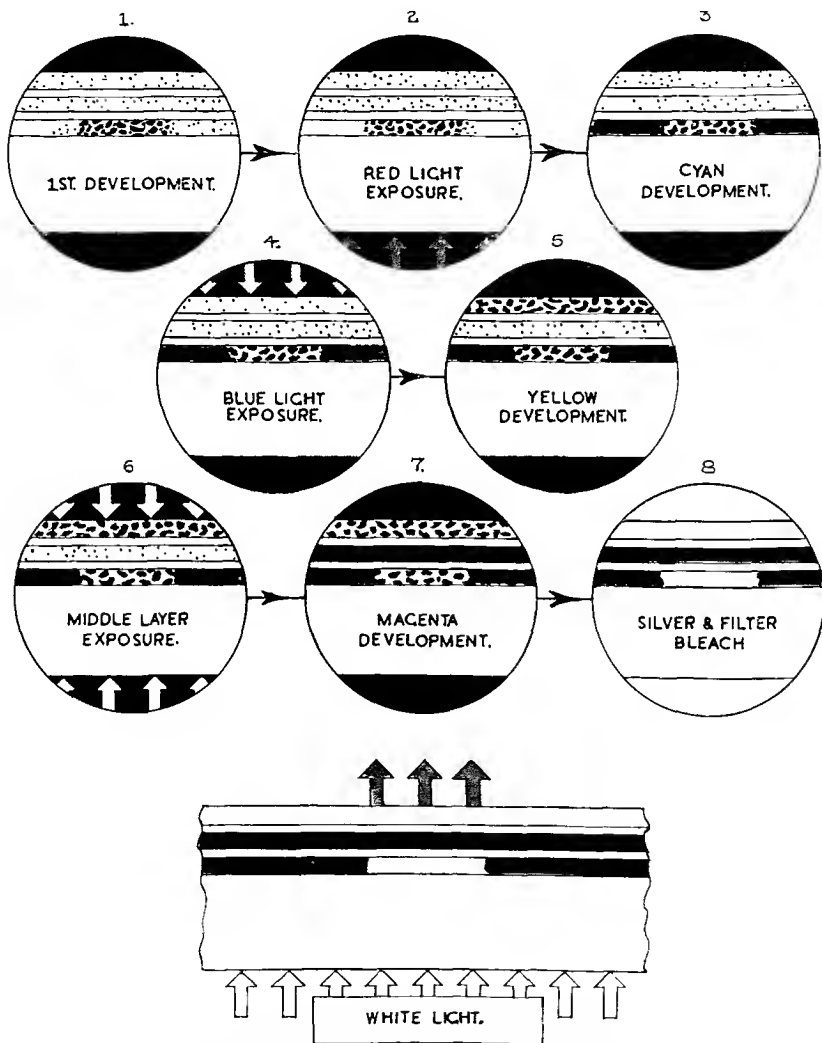 1.
2.
3
1ST. DEVELOPMENT.
RED LIGHT
EXPOSURE.
CYAN
DEVELOPMENT.
4.
5
BLUE LIGHT
EXPOSURE.
YELLOW
DEVELOPMENT.
6
7.
8
MIDDLE LAYER
EXPOSURE.
MAGENTA
DEVELOPMENT.
SILVER & FILTER
BLEACH
WHITE LIGHT.